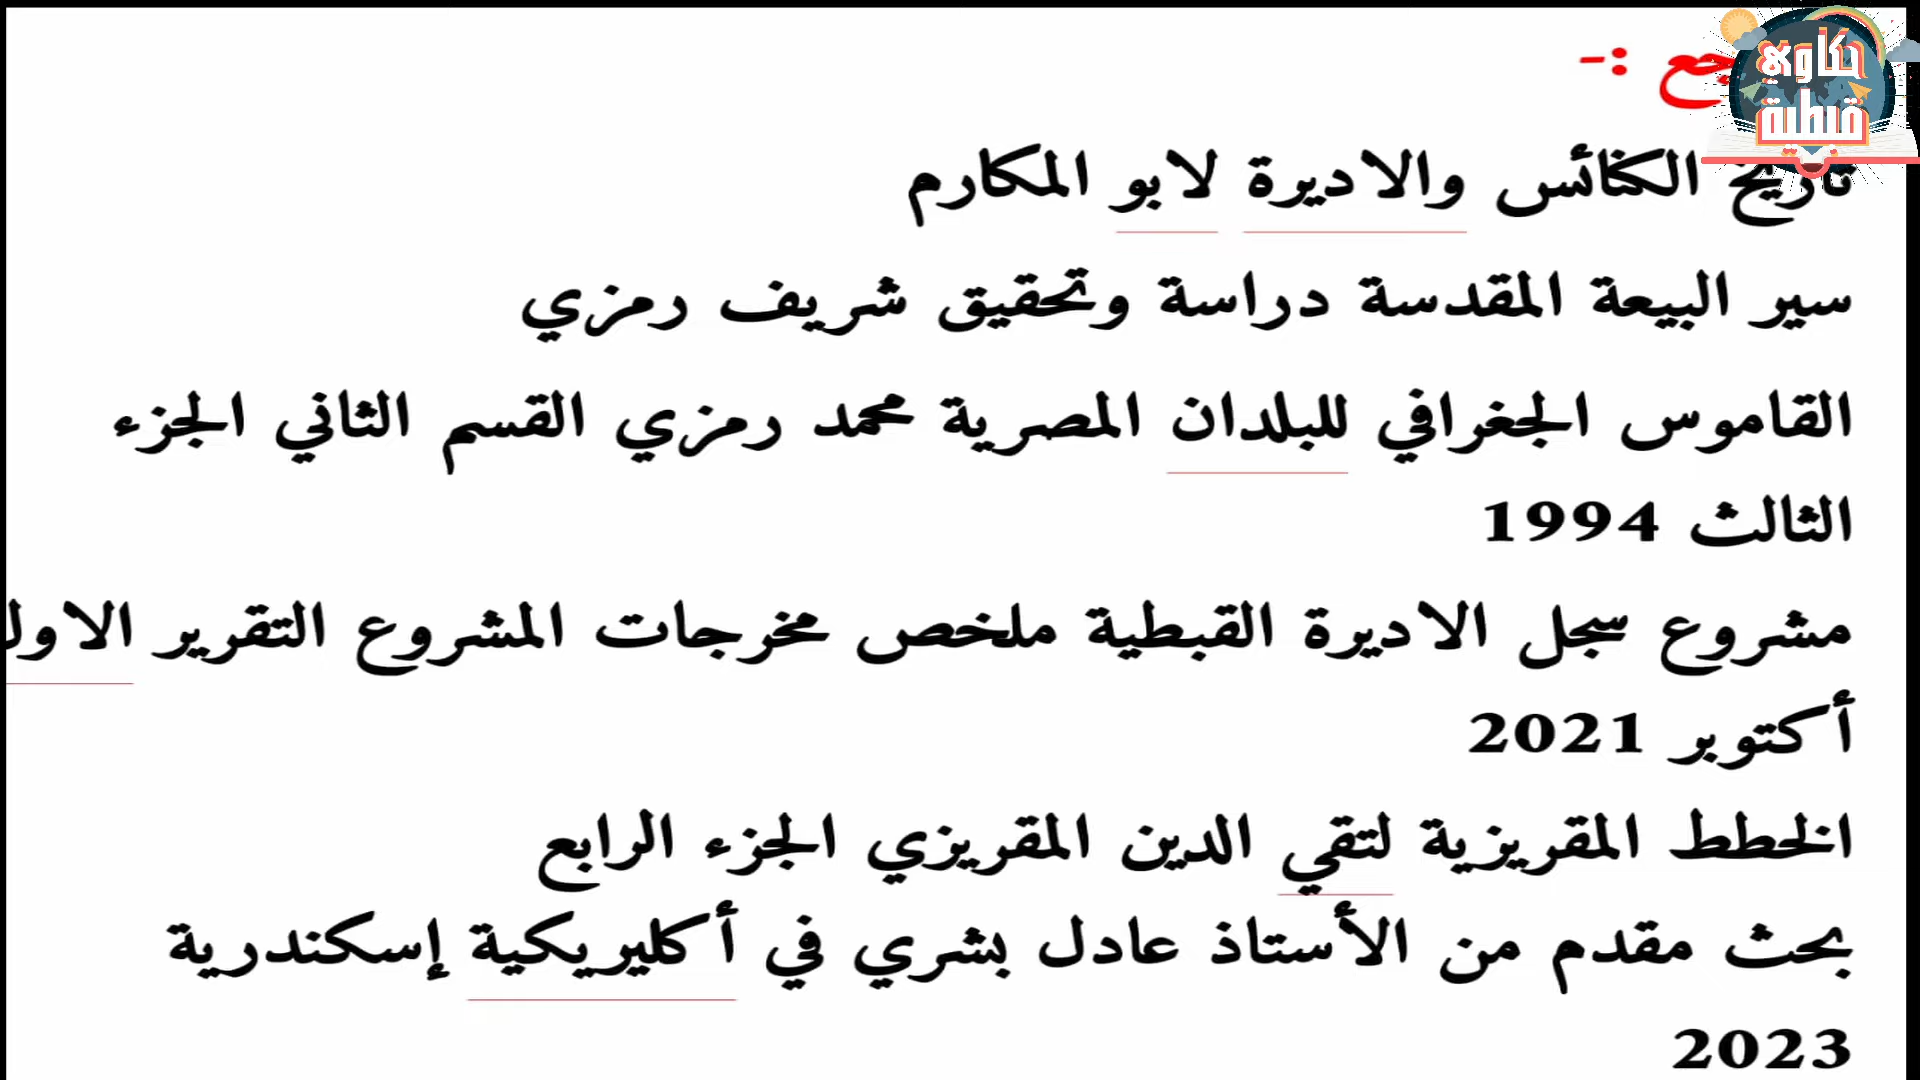 حكاوي
قبطية
:-
تاريخ الكنائس والاديرة لابو المكارم
سير البيعة المقدسة دراسة وتحقيق شريف رمزي
القاموس الجغرافي للبلدان المصرية محمد رمزي القسم الثاني الجزء
الثالث 1994
مشروع سجل الاديرة القبطية ملخص مخرجات المشروع التقرير الاول
أكتوبر 2021
الخطط المقريزية لتقي الدين المقريزي الجزء الرابع
بحث مقدم من الأستاذ عادل بشري في أكليريكية إسكندرية
2023